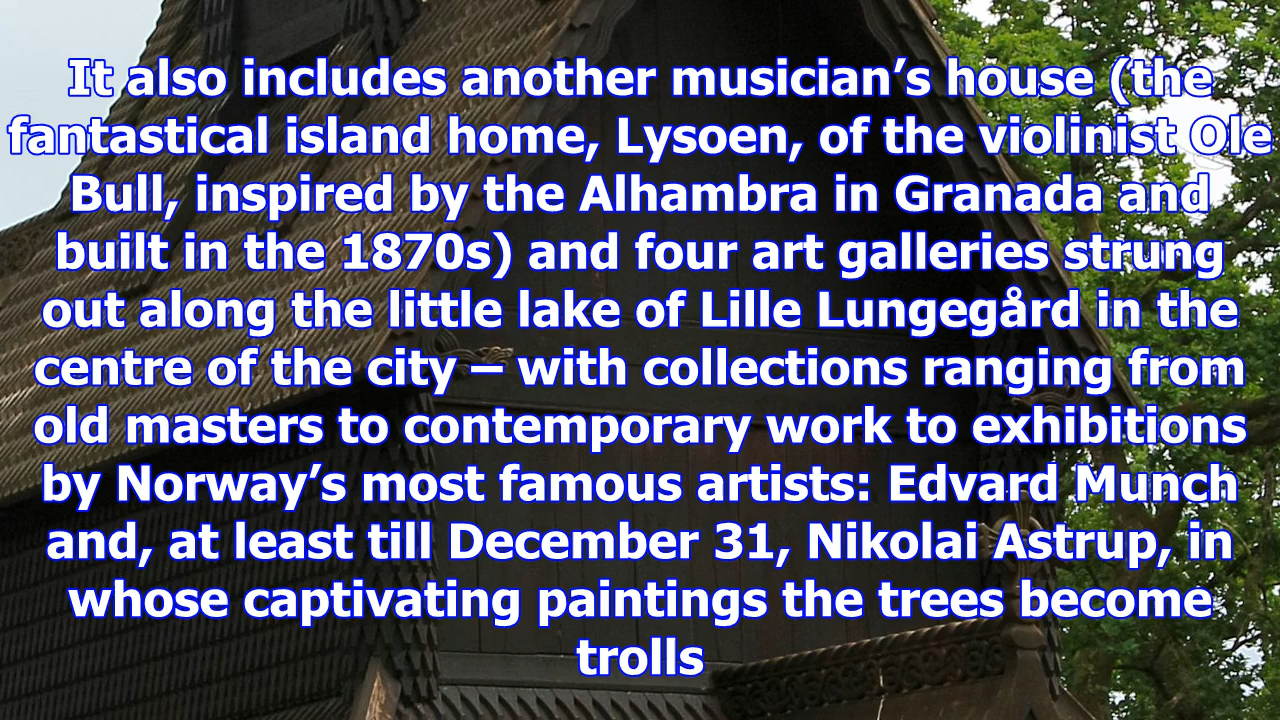 It also includes another musician’s house (the
fantastical island home, Lysoen, of the violinist Ole
Bull, inspired by the Alhambra in Granada and
built in the 1870s) and four art galleries strung
out along the little lake of Lille Lungegård in the
centre of the city – with collections ranging from
old masters to contemporary work to exhibitions
by Norway’s most famous artists: Edvard Munch
and, at least till December 31, Nikolai Astrup, in
whose captivating paintings the trees become
trolls